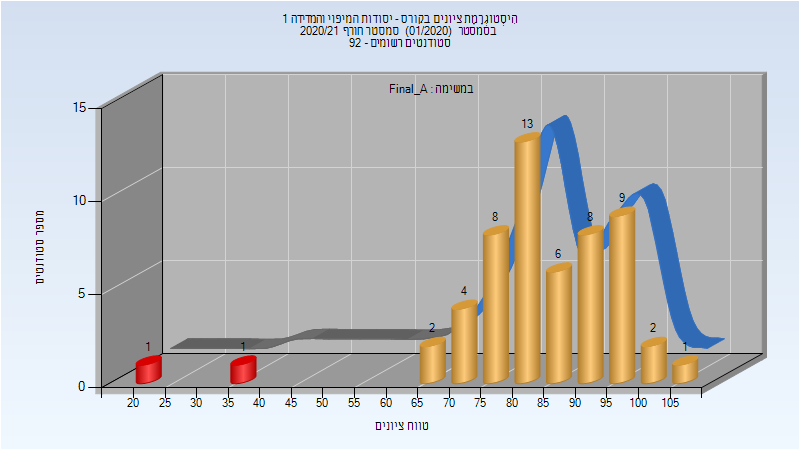 היסטוגרמת ציונים בקורס - יסודות המיפוי והמדידה 1
בסמסטר (01/2020) סמסטר חורף 2020/21
סטודנטים רשומים - 92
במשימה : Final_A
מספר סטודנטים
15
10
5
0
1
1
2
4
8
13
6
8
9
2
1
20 25 30 35 40 45 50 55 60 65 70 75 80 85 90 95 100 105
טווח ציונים